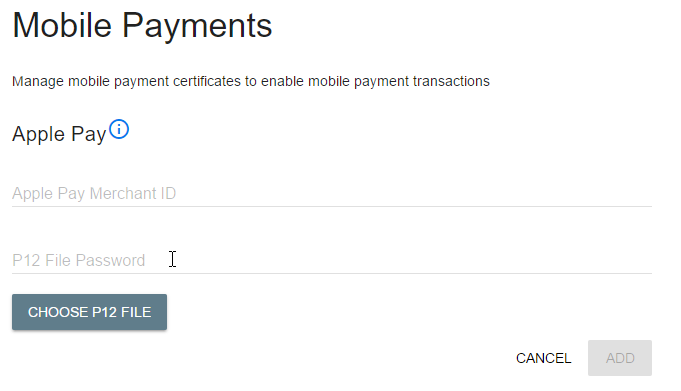 Mobile Payments
Manage mobile payment certificates to enable mobile payment transactions
Apple Pay
Apple Pay Merchant ID
P12 File Password
CHOOSE P12 FILE
CANCEL ADD